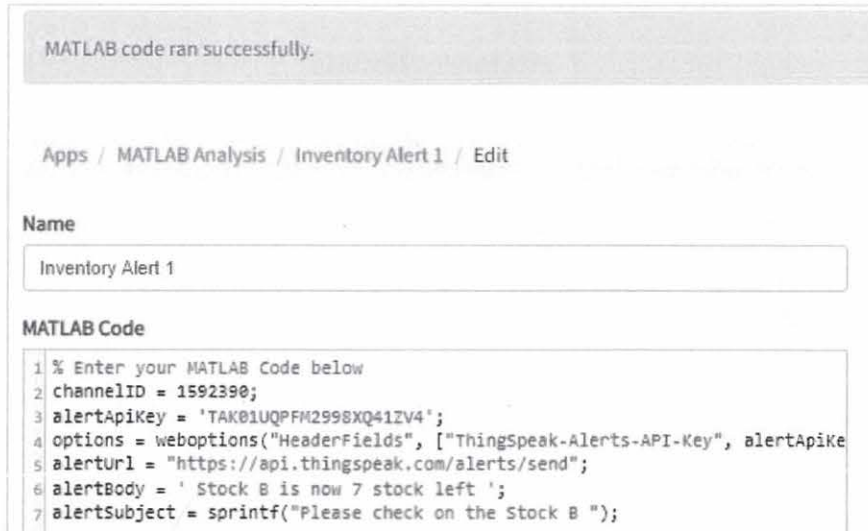 MATLAB code ran successfully.
Apps / MATLAB Analysis / Inventory Alert 1 / Edit
Name
Inventory Alert 1
MATLAB Code
1 % Enter your MATLAB Code below
2 channelID = 1592390;
3 alertApiKey = 'TAK01UQPFM2998XQ41ZV4';
4 options = weboptions("HeaderFields", ["ThingSpeak-Alerts-API-Key", alertApiKe
5 alertUrl = "https://api.thingspeak.com/alerts/send";
6 alertBody = ' Stock B is now 7 stock left ';
7 alertSubject = sprintf("Please check on the Stock B ");